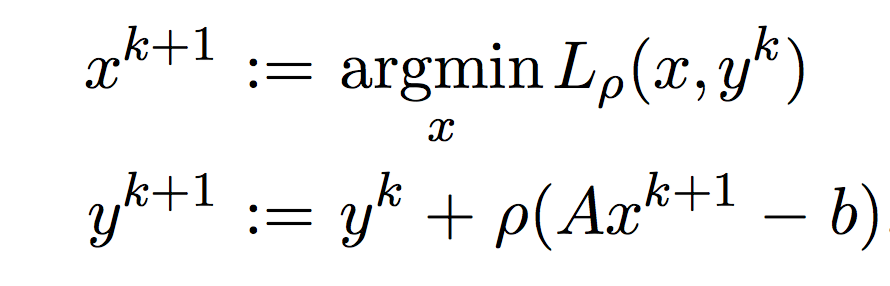 x^{k+1} := argmin_x L_ρ(x, y^k)
y^{k+1} := y^k + ρ(Ax^{k+1} − b)